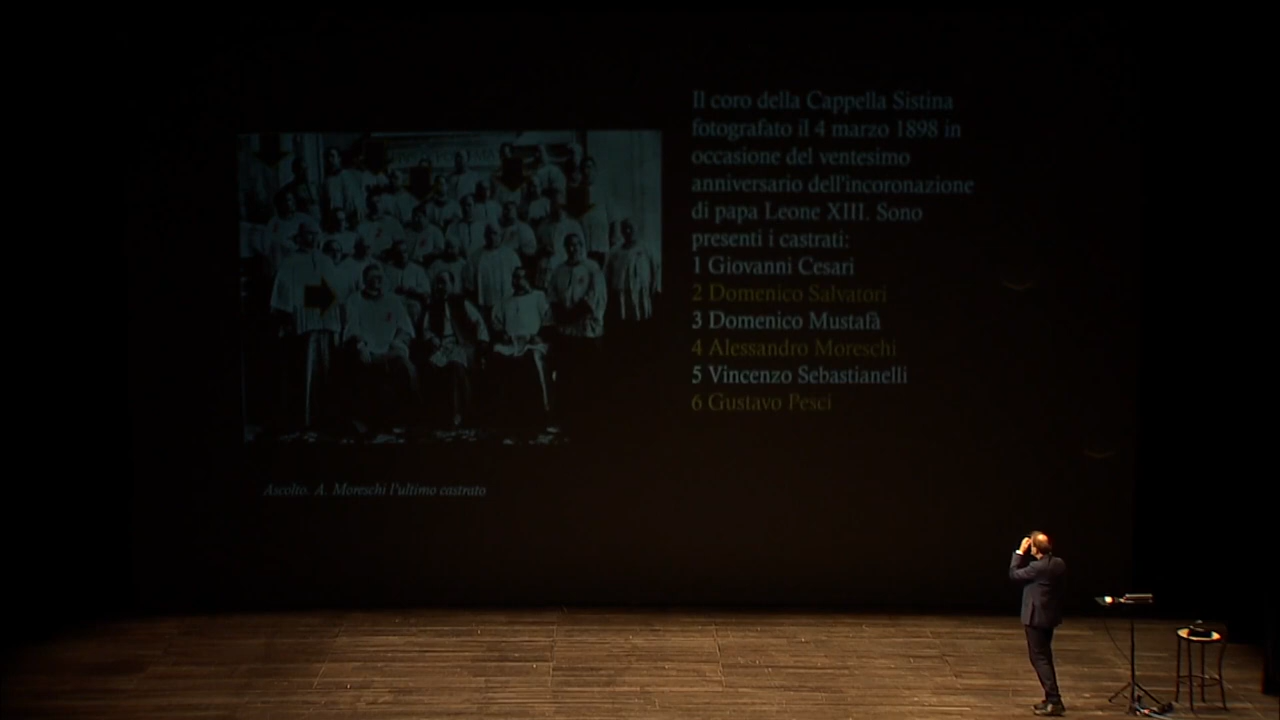 Il coro della Cappella Sistina
fotografato il 4 marzo 1898 in
occasione del ventesimo
anniversario dell'incoronazione
di papa Leone XIII. Sono
presenti i castrati:
1 Giovanni Cesari
2 Domenico Salvatori
3 Domenico Mustafà
4 Alessandro Moreschi
5 Vincenzo Sebastianelli
6 Gustavo Pesci
Ascolto. A. Moreschi l'ultimo castrato